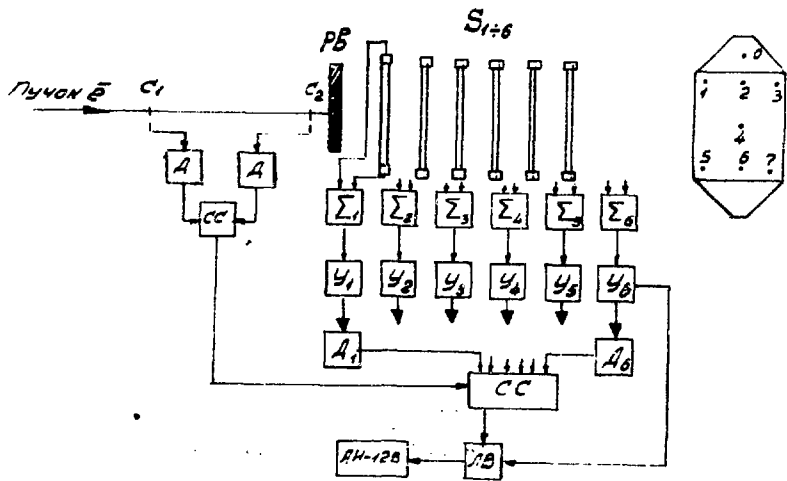 S₁÷₆
Pb
Пучок ē
C₁
C₂
Д
Д
СС
0
1 2 3
4
5 6 7
Σ₁ Σ₂ Σ₃ Σ₄ Σ₅ Σ₆
У₁ У₂ У₃ У₄ У₅ У₆
Д₁
Д₆
СС
АИ-128
ЛВ